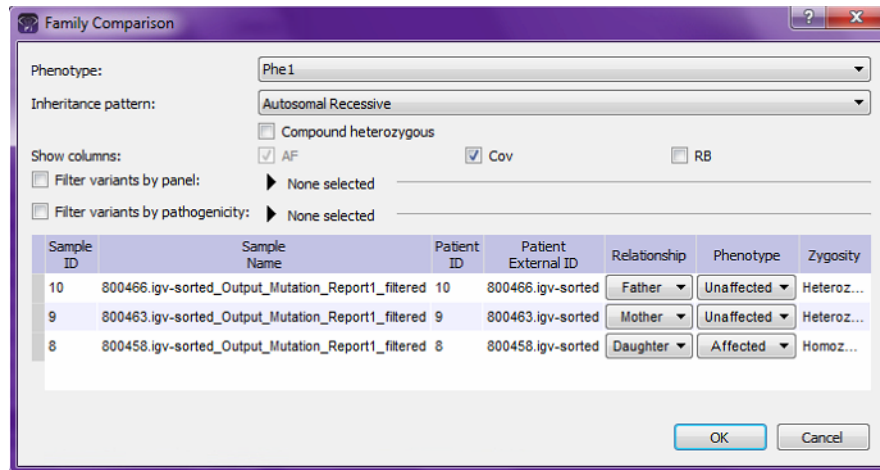 Family Comparison
Phenotype: Phe1
Inheritance pattern: Autosomal Recessive
Compound heterozygous
Show columns: AF Cov RB
Filter variants by panel: None selected
Filter variants by pathogenicity: None selected
Sample ID Sample Name Patient ID Patient External ID Relationship Phenotype Zygosity
10 800466.igv-sorted_Output_Mutation_Report1_filtered 10 800466.igv-sorted Father Unaffected Heteroz...
9 800463.igv-sorted_Output_Mutation_Report1_filtered 9 800463.igv-sorted Mother Unaffected Heteroz...
8 800458.igv-sorted_Output_Mutation_Report1_filtered 8 800458.igv-sorted Daughter Affected Homoz...
OK Cancel